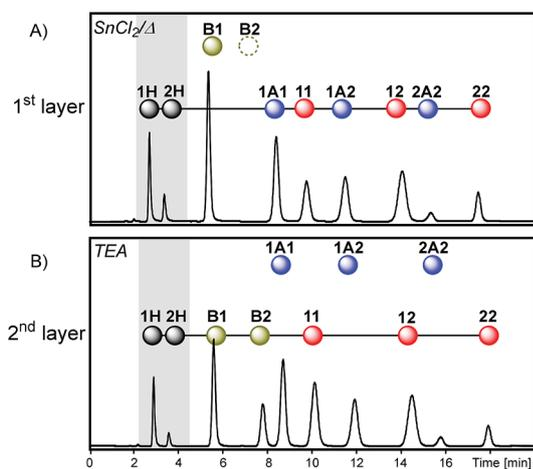 A)
SnCl2/Δ
B1 B2
1H 2H 1A1 11 1A2 12 2A2 22
1st layer
B)
TEA
1A1 1A2 2A2
1H 2H B1 B2 11 12 22
2nd layer
0 2 4 6 8 10 12 14 16 Time [min]